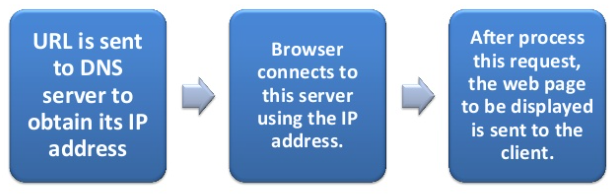 URL is sent
to DNS
server to
obtain its IP
address
Browser
connects to
this server
using the IP
address.
After process
this request,
the web page
to be displayed
is sent to the
client.